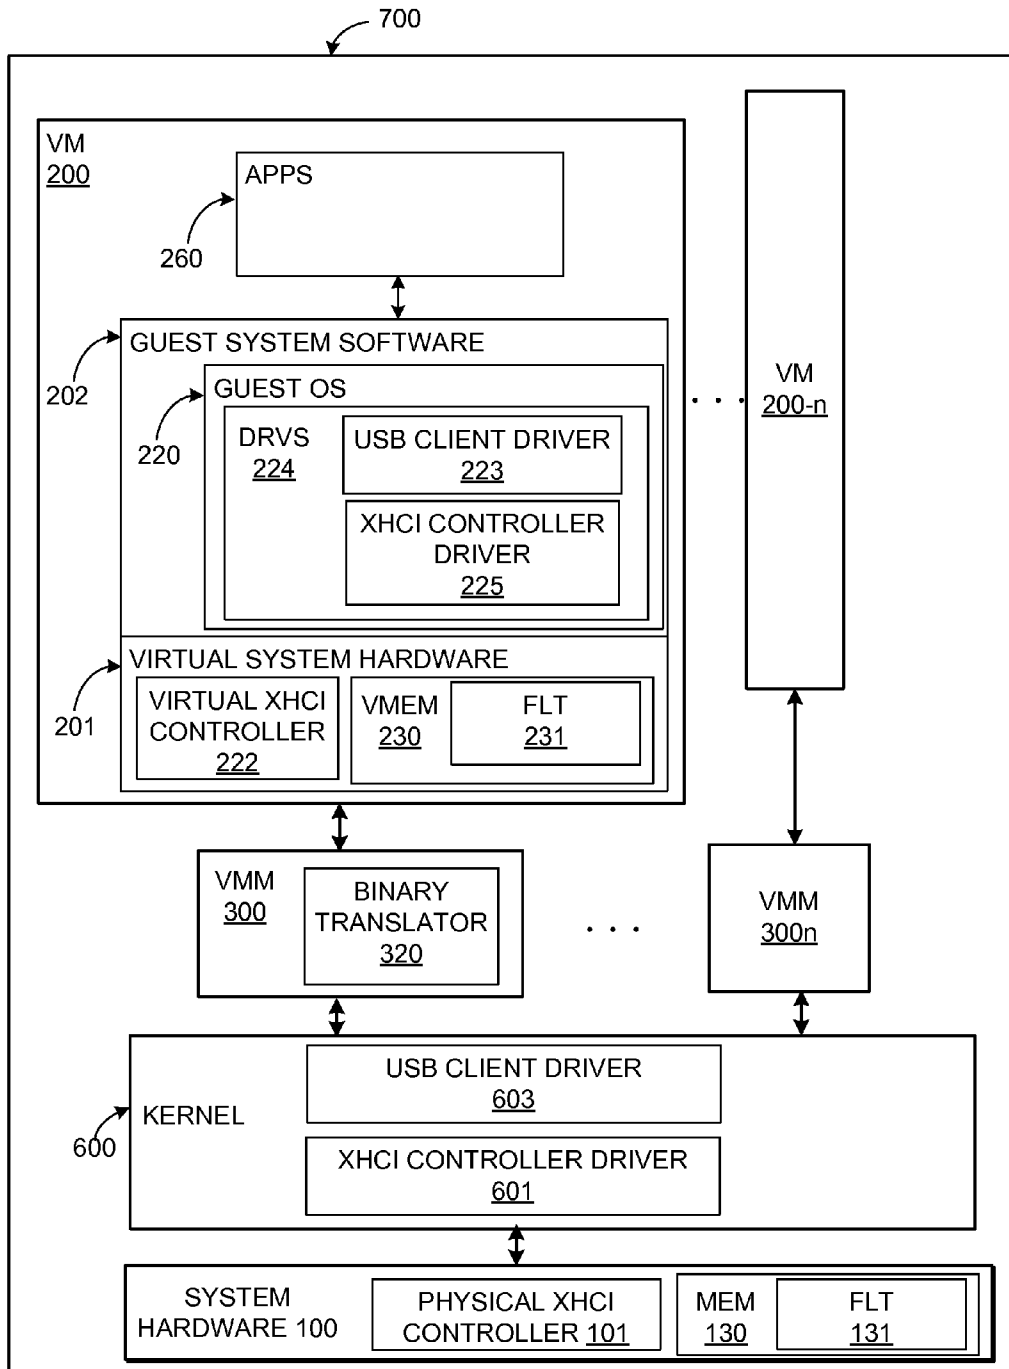 700
VM
200
APPS
260
GUEST SYSTEM SOFTWARE
202
GUEST OS
220
DRVS
224
USB CLIENT DRIVER
223
XHCI CONTROLLER
DRIVER
225
VIRTUAL SYSTEM HARDWARE
201
VIRTUAL XHCI
CONTROLLER
222
VMEM
230
FLT
231
. . .
VM
200-n
VMM
300
BINARY
TRANSLATOR
320
. . .
VMM
300n
600
KERNEL
USB CLIENT DRIVER
603
XHCI CONTROLLER DRIVER
601
SYSTEM
HARDWARE 100
PHYSICAL XHCI
CONTROLLER 101
MEM
130
FLT
131